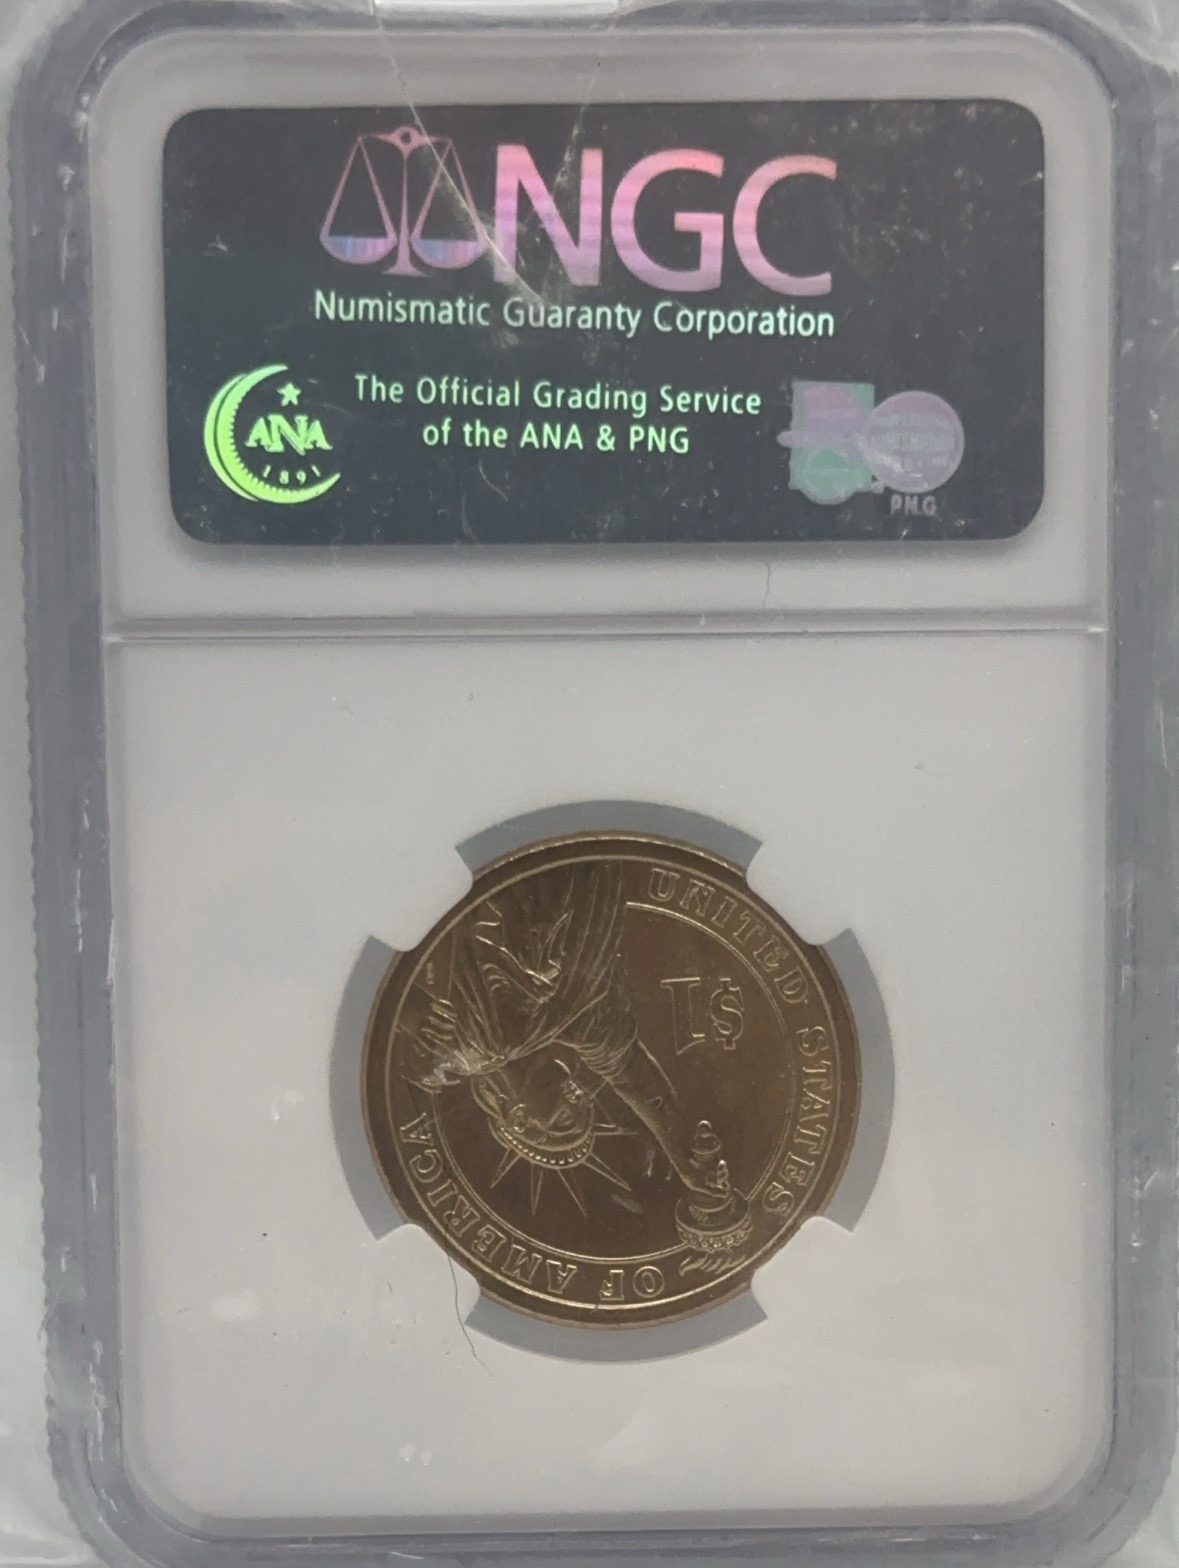 NGC
Numismatic Guaranty Corporation
The Official Grading Service
of the ANA & PNG
ANA
1891
PNG
UNITED STATES
OF AMERICA
$1